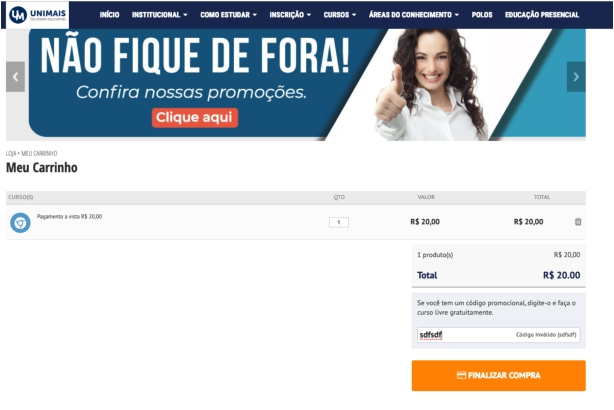 UNIMAIS
INÍCIO INSTITUCIONAL COMO ESTUDAR INSCRIÇÃO CURSOS ÁREAS DO CONHECIMENTO POLOS EDUCAÇÃO PRESENCIAL
NÃO FIQUE DE FORA!
Confira nossas promoções.
Clique aqui
LOJA • MEU CARRINHO
Meu Carrinho
CURSO(S) QTD VALOR TOTAL
Pagamento a vista R$ 20,00 1 R$ 20,00 R$ 20,00
1 produto(s) R$ 20,00
Total R$ 20.00
Se você tem um código promocional, digite-o e faça o
curso livre gratuitamente.
sdfsdf Código Inválido (sdfsdf)
FINALIZAR COMPRA